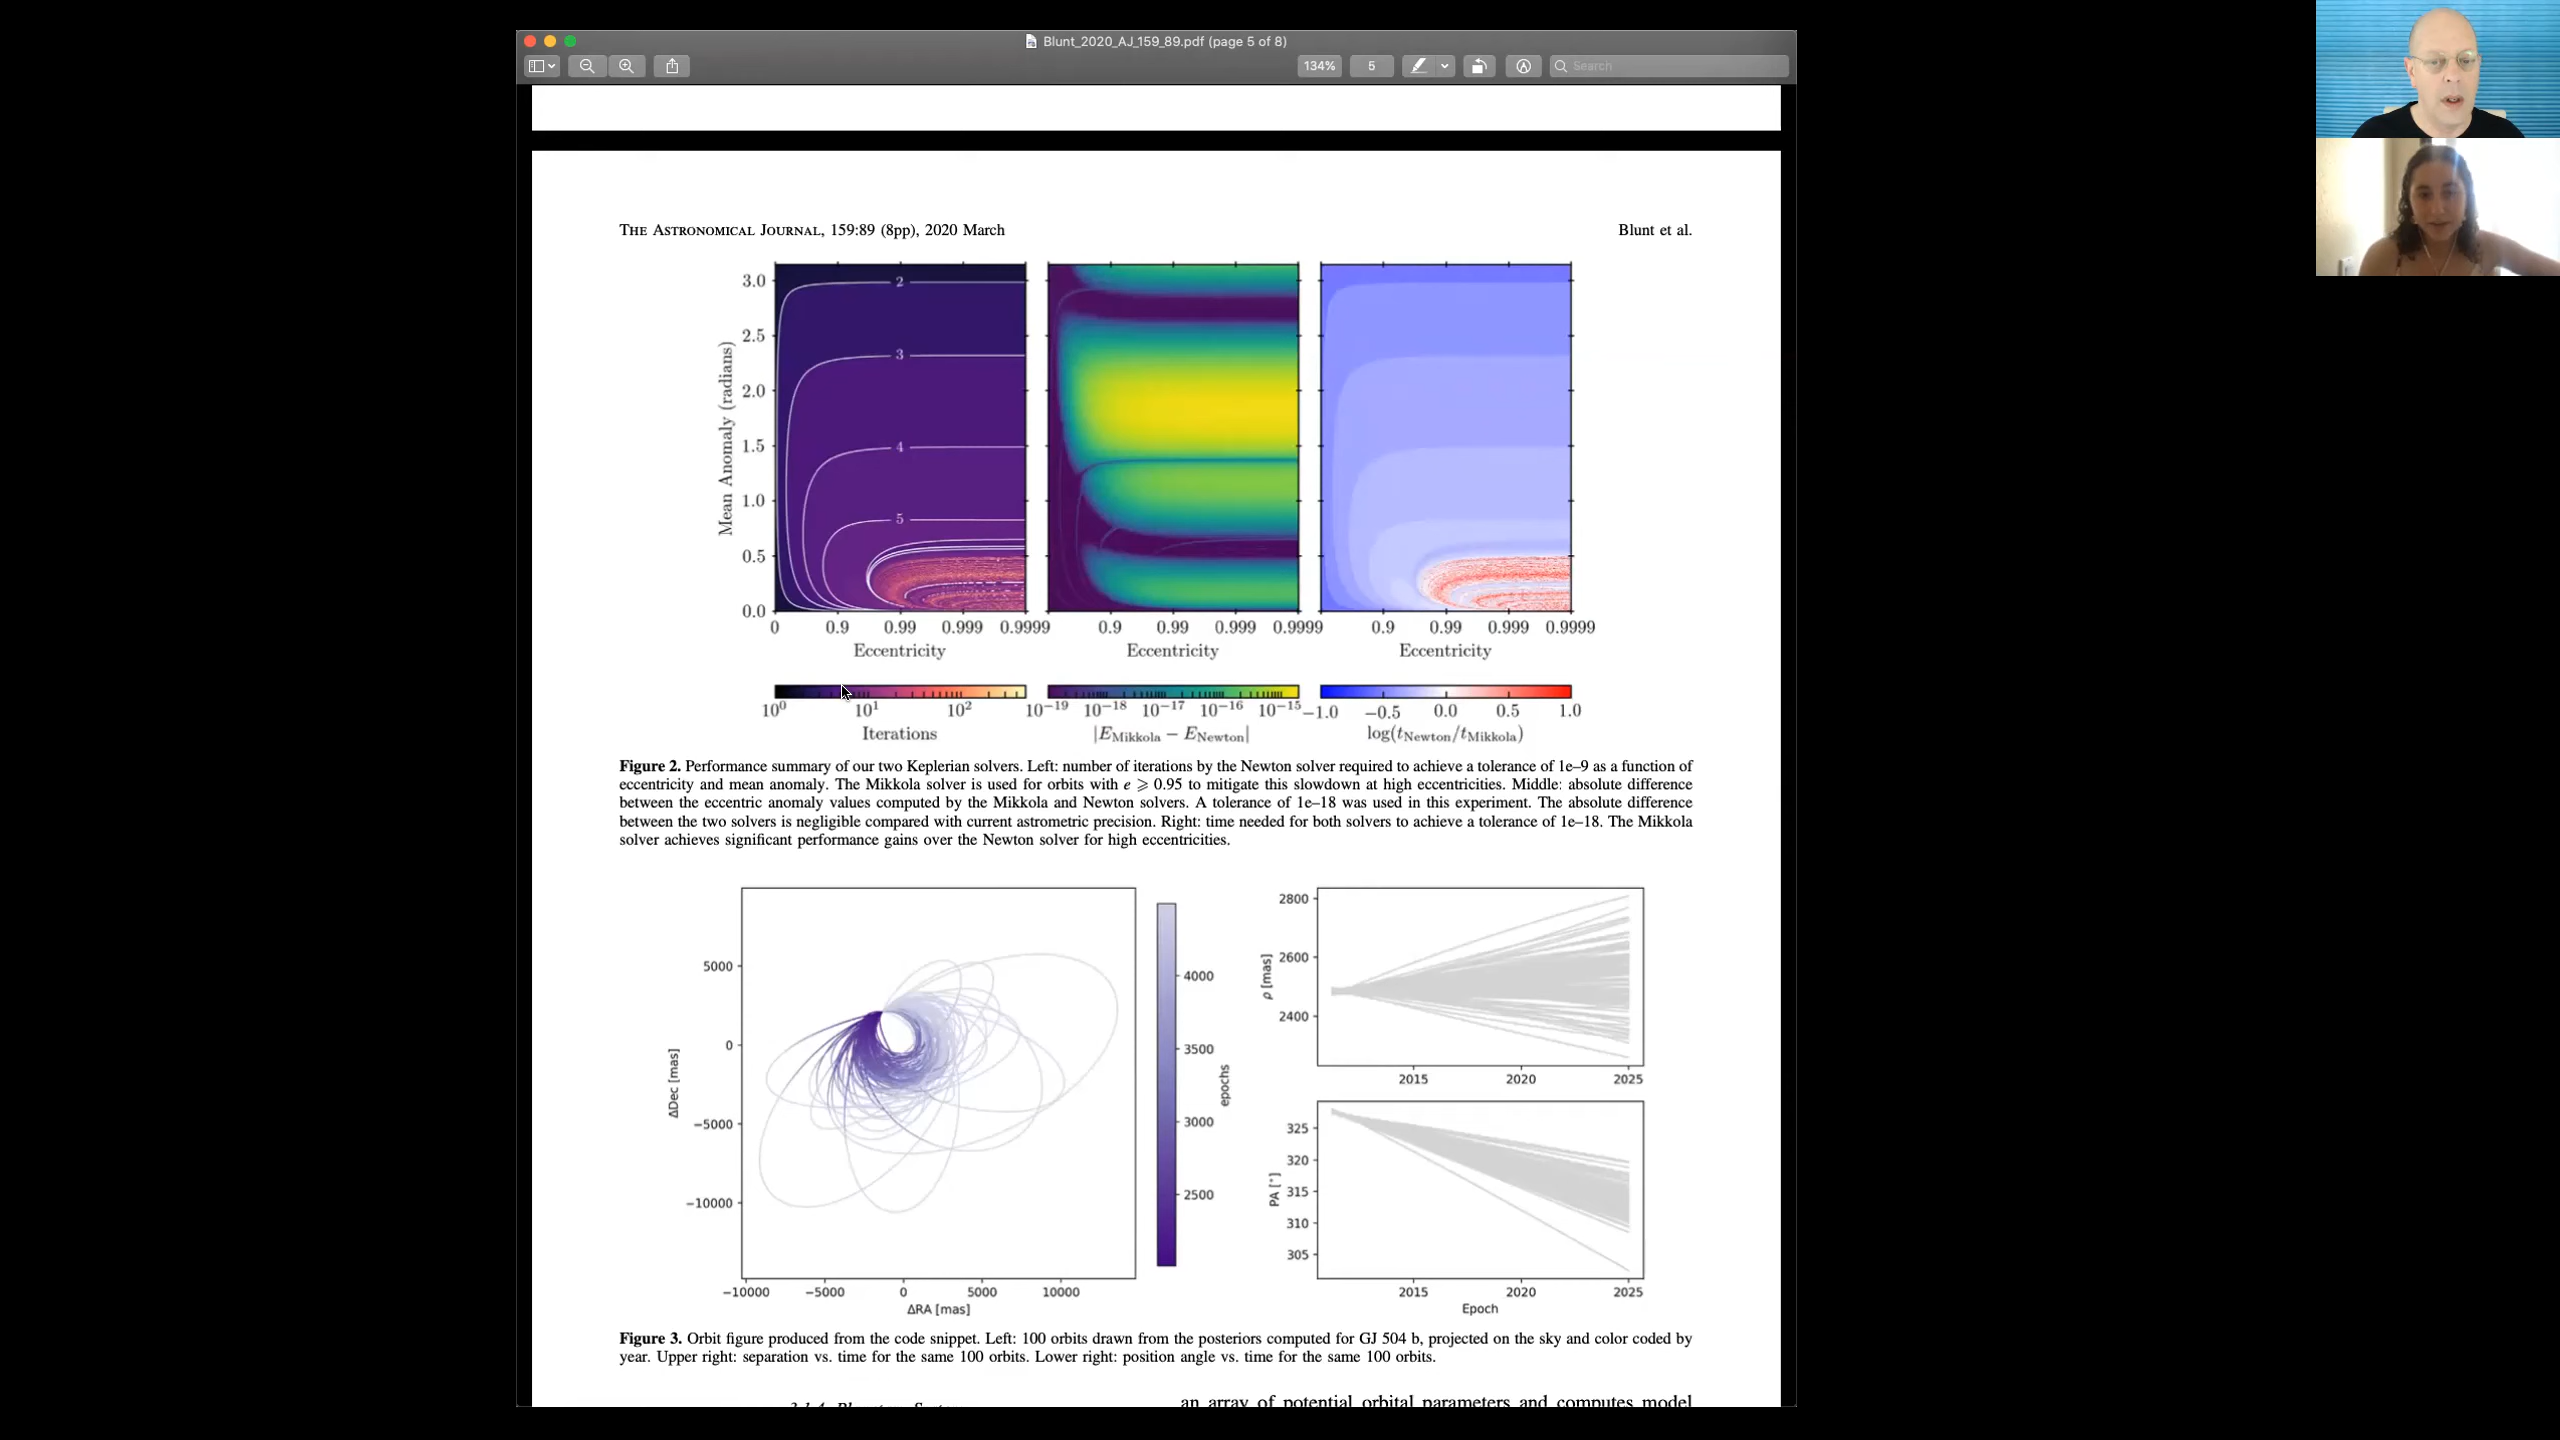 Blunt_2020_AJ_159_89.pdf (page 5 of 8)
134%
5
Search
THE ASTRONOMICAL JOURNAL, 159:89 (8pp), 2020 March
Blunt et al.
Mean Anomaly (radians)
3.0
2.5
2.0
1.5
1.0
0.5
0.0
2
3
4
5
0 0.9 0.99 0.999 0.9999
0.9 0.99 0.999 0.9999
0.9 0.99 0.999 0.9999
Eccentricity
Eccentricity
Eccentricity
10⁰ 10¹ 10²
10⁻¹⁹ 10⁻¹⁸ 10⁻¹⁷ 10⁻¹⁶ 10⁻¹⁵
−1.0 −0.5 0.0 0.5 1.0
Iterations
|E_Mikkola − E_Newton|
log(t_Newton/t_Mikkola)
Figure 2. Performance summary of our two Keplerian solvers. Left: number of iterations by the Newton solver required to achieve a tolerance of 1e–9 as a function of
eccentricity and mean anomaly. The Mikkola solver is used for orbits with e ⩾ 0.95 to mitigate this slowdown at high eccentricities. Middle: absolute difference
between the eccentric anomaly values computed by the Mikkola and Newton solvers. A tolerance of 1e–18 was used in this experiment. The absolute difference
between the two solvers is negligible compared with current astrometric precision. Right: time needed for both solvers to achieve a tolerance of 1e–18. The Mikkola
solver achieves significant performance gains over the Newton solver for high eccentricities.
ΔDec [mas]
5000
0
−5000
−10000
−10000 −5000 0 5000 10000
ΔRA [mas]
4000
3500
3000
2500
epochs
ρ [mas]
2800
2600
2400
2015 2020 2025
PA [°]
325
320
315
310
305
2015 2020 2025
Epoch
Figure 3. Orbit figure produced from the code snippet. Left: 100 orbits drawn from the posteriors computed for GJ 504 b, projected on the sky and color coded by
year. Upper right: separation vs. time for the same 100 orbits. Lower right: position angle vs. time for the same 100 orbits.
an array of potential orbital parameters and computes model